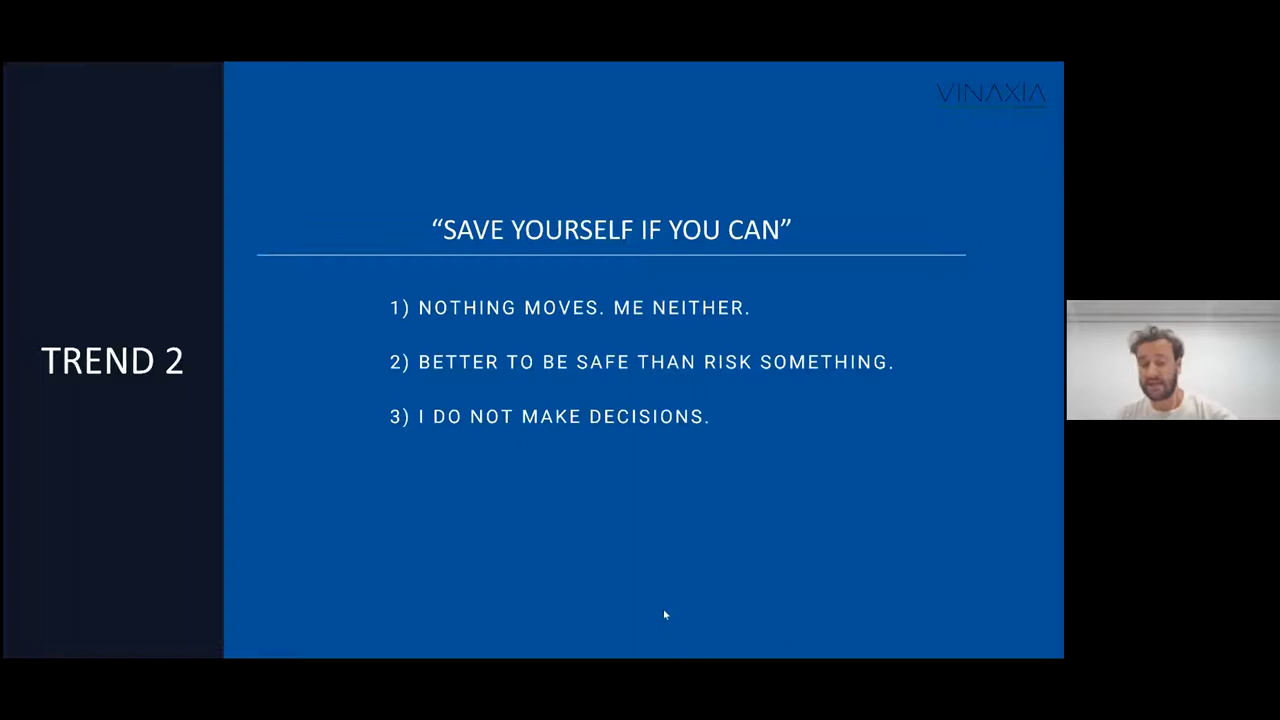 VINAXIA
“SAVE YOURSELF IF YOU CAN”
1) NOTHING MOVES. ME NEITHER.
2) BETTER TO BE SAFE THAN RISK SOMETHING.
3) I DO NOT MAKE DECISIONS.
TREND 2